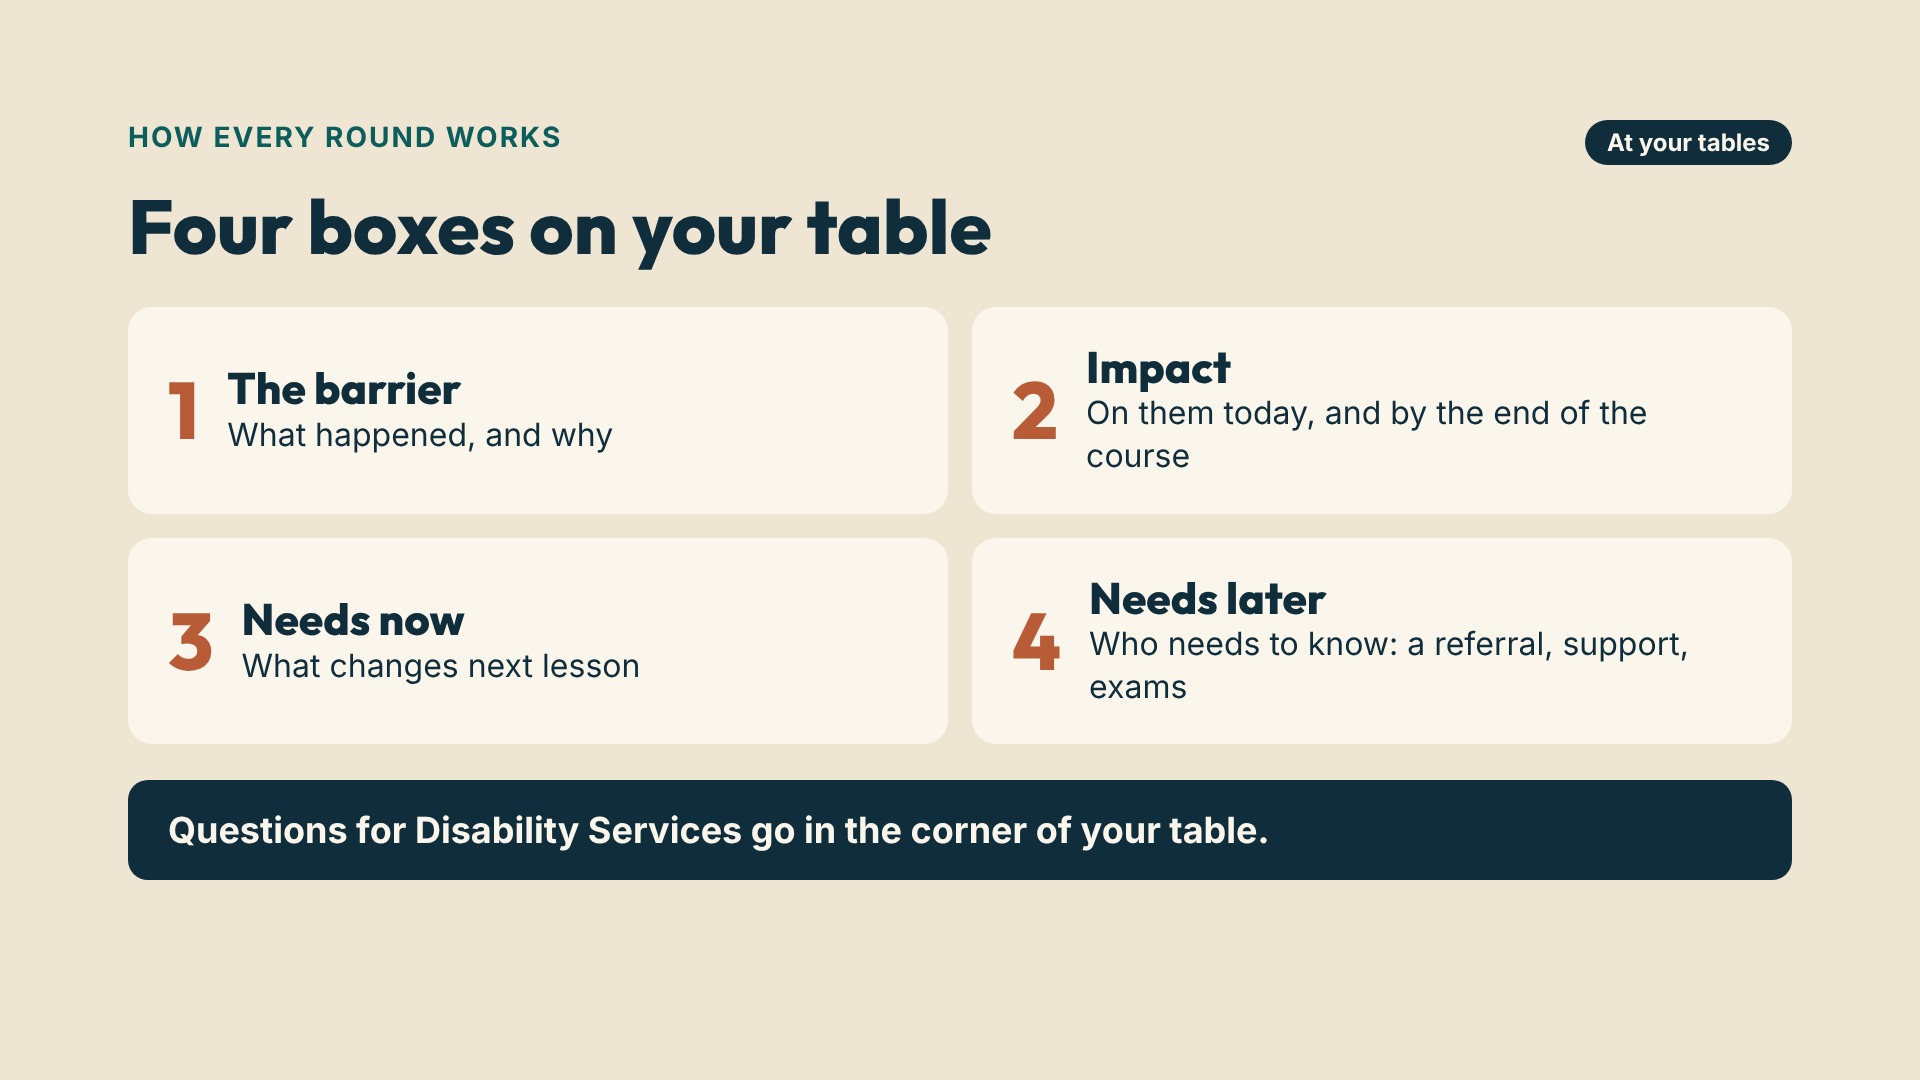 HOW EVERY ROUND WORKS
At your tables
Four boxes on your table
1
The barrier
What happened, and why
2
Impact
On them today, and by the end of the
course
3
Needs now
What changes next lesson
4
Needs later
Who needs to know: a referral, support,
exams
Questions for Disability Services go in the corner of your table.